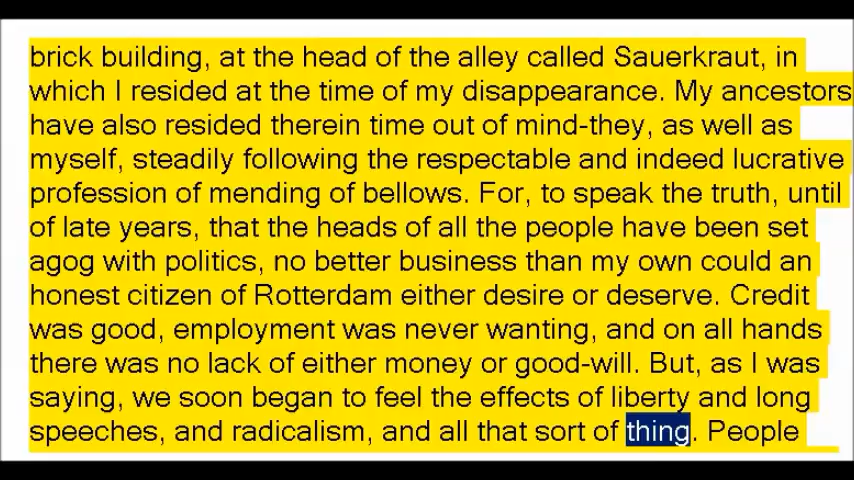 brick building, at the head of the alley called Sauerkraut, in
which I resided at the time of my disappearance. My ancestors
have also resided therein time out of mind-they, as well as
myself, steadily following the respectable and indeed lucrative
profession of mending of bellows. For, to speak the truth, until
of late years, that the heads of all the people have been set
agog with politics, no better business than my own could an
honest citizen of Rotterdam either desire or deserve. Credit
was good, employment was never wanting, and on all hands
there was no lack of either money or good-will. But, as I was
saying, we soon began to feel the effects of liberty and long
speeches, and radicalism, and all that sort of thing. People